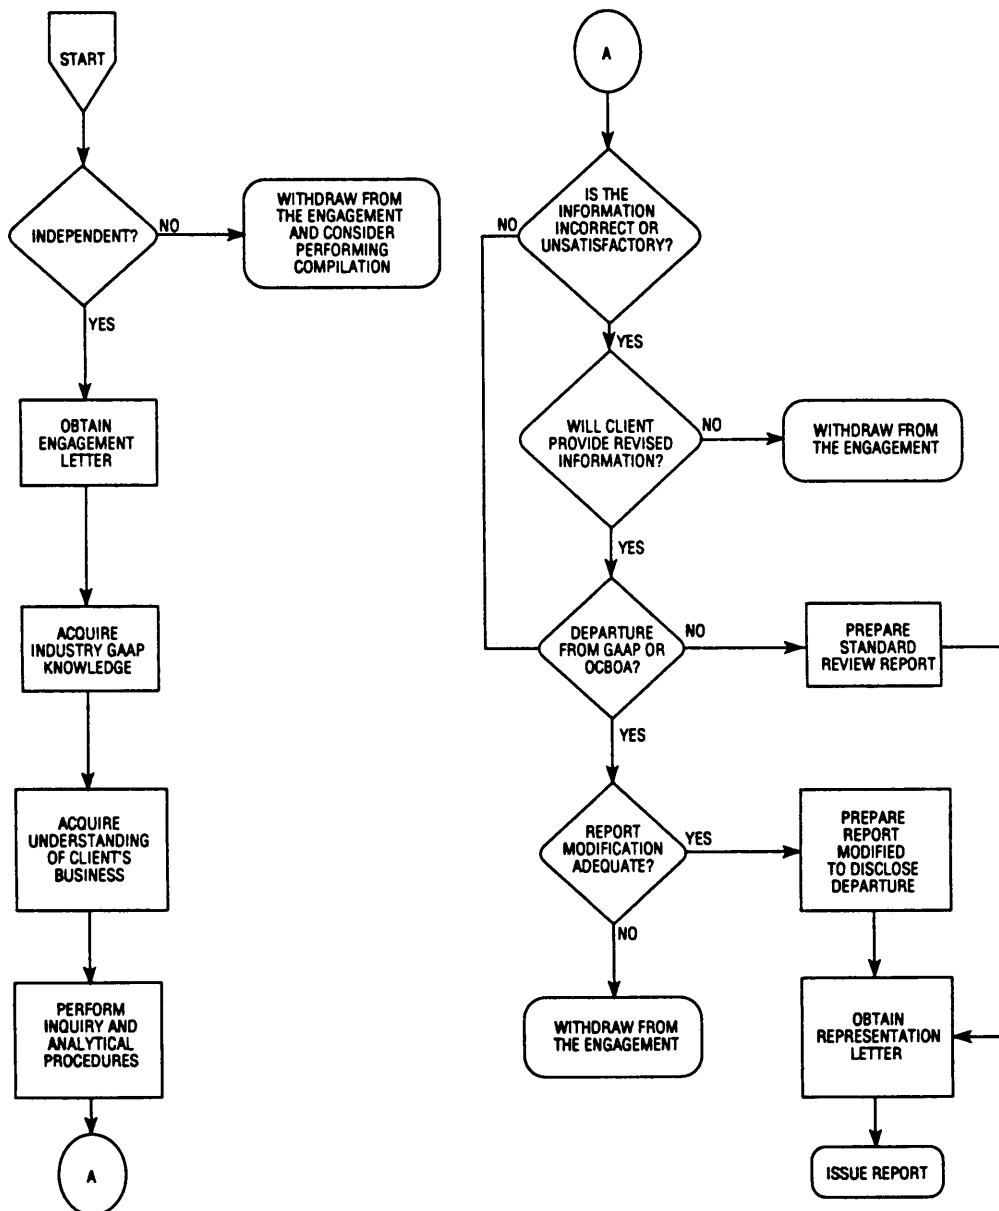 START
INDEPENDENT?
NO
WITHDRAW FROM
THE ENGAGEMENT
AND CONSIDER
PERFORMING
COMPILATION
YES
OBTAIN
ENGAGEMENT
LETTER
ACQUIRE
INDUSTRY GAAP
KNOWLEDGE
ACQUIRE
UNDERSTANDING
OF CLIENT'S
BUSINESS
PERFORM
INQUIRY AND
ANALYTICAL
PROCEDURES
A
A
IS THE
INFORMATION
INCORRECT OR
UNSATISFACTORY?
NO
YES
WILL CLIENT
PROVIDE REVISED
INFORMATION?
NO
WITHDRAW FROM
THE ENGAGEMENT
YES
DEPARTURE
FROM GAAP OR
OCBOA?
NO
PREPARE
STANDARD
REVIEW REPORT
YES
REPORT
MODIFICATION
ADEQUATE?
YES
PREPARE
REPORT
MODIFIED
TO DISCLOSE
DEPARTURE
NO
WITHDRAW FROM
THE ENGAGEMENT
OBTAIN
REPRESENTATION
LETTER
ISSUE REPORT